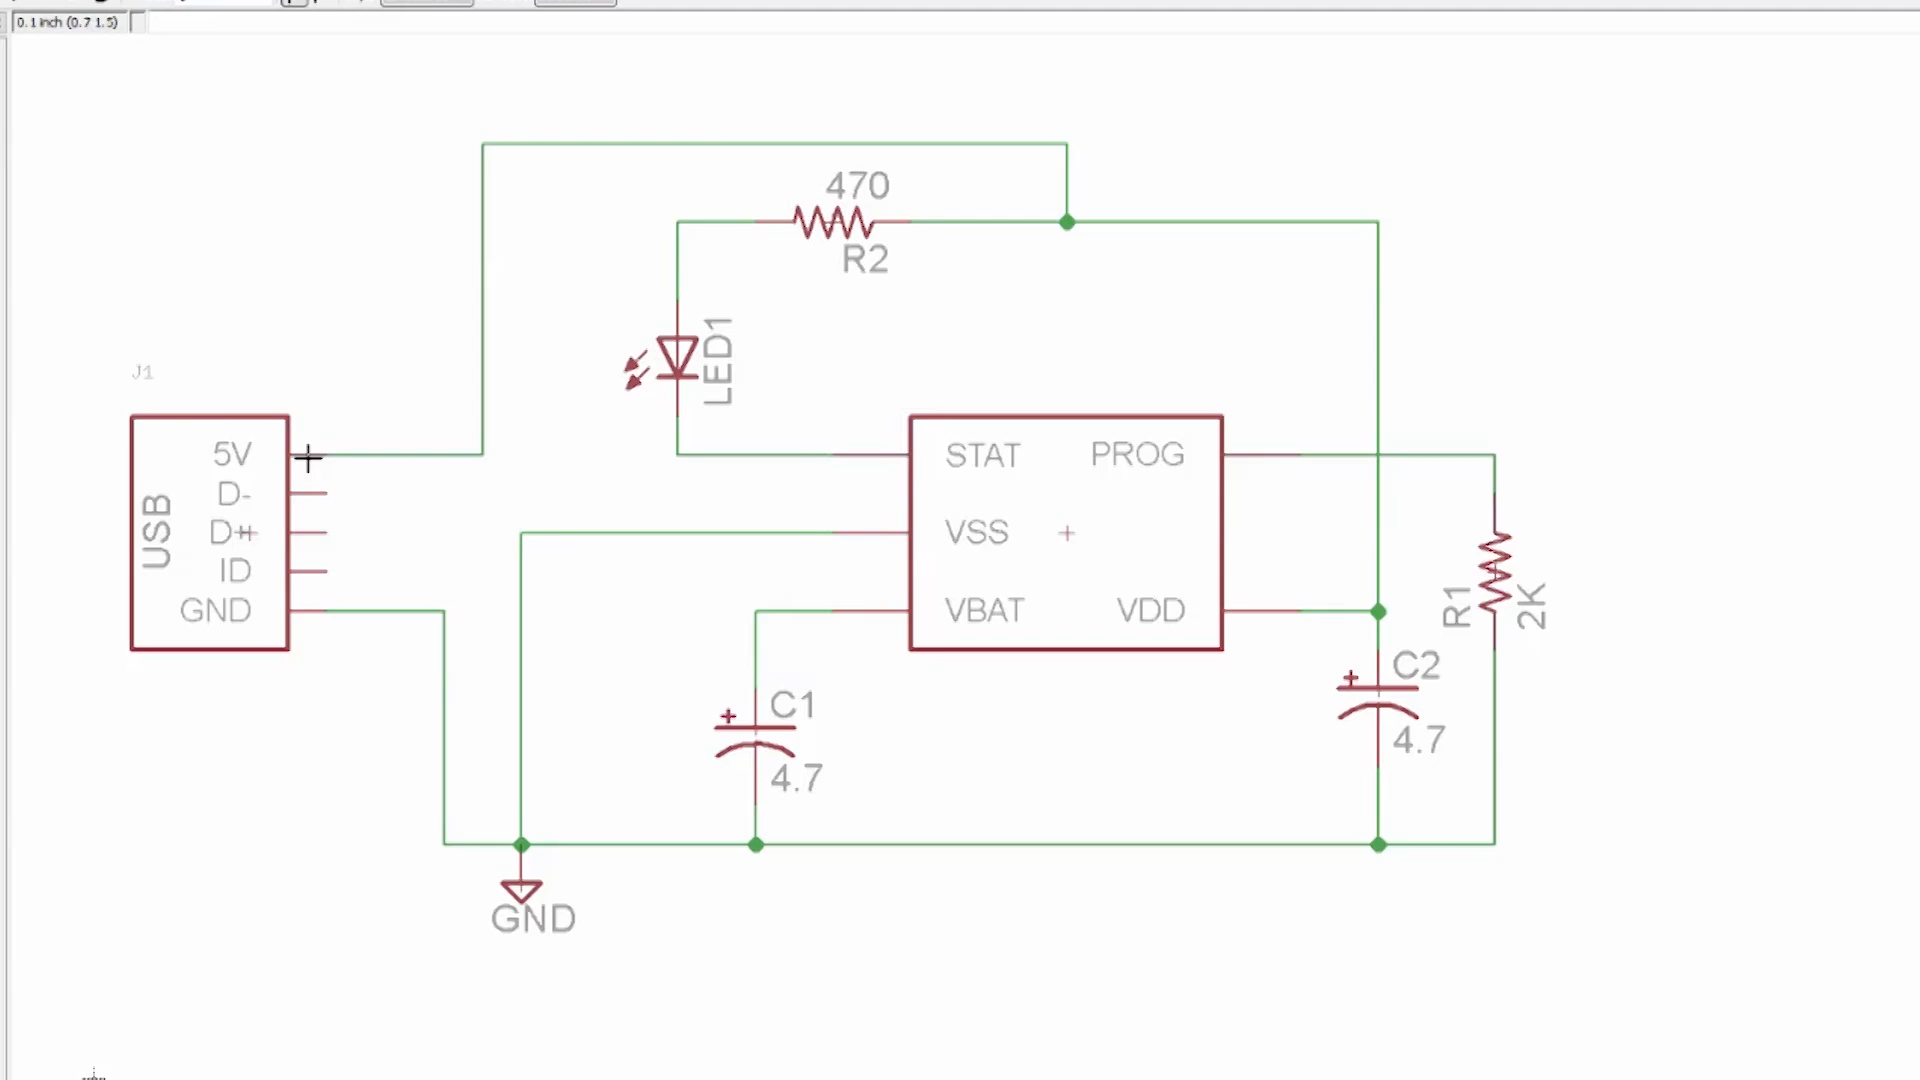 0.1 inch (0.7 1.5)
470
R2
LED1
J1
USB
5V
D-
D+
ID
GND
STAT
PROG
VSS
VBAT
VDD
R1
2K
C1
4.7
C2
4.7
GND